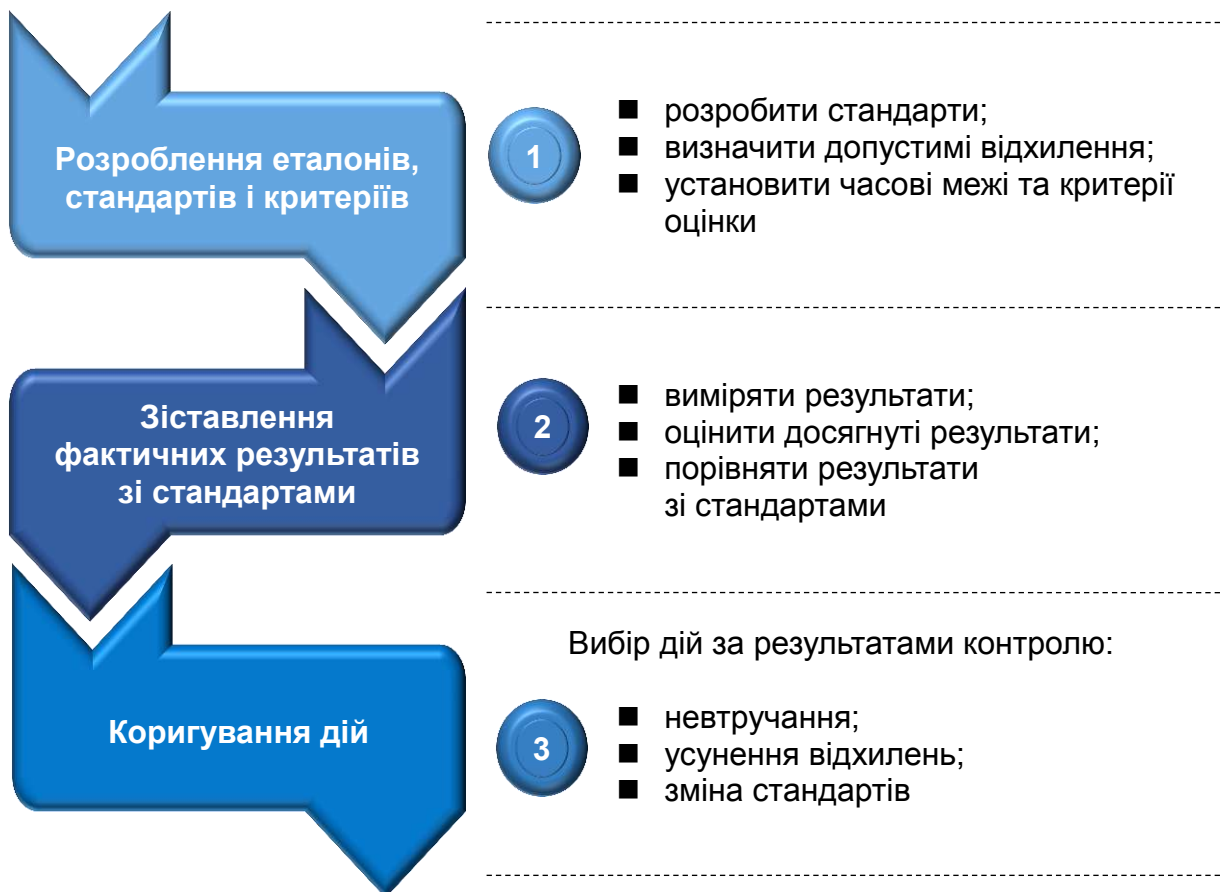 Розроблення еталонів,
стандартів і критеріїв
1
■ розробити стандарти;
■ визначити допустимі відхилення;
■ установити часові межі та критерії
оцінки
Зіставлення
фактичних результатів
зі стандартами
2
■ виміряти результати;
■ оцінити досягнуті результати;
■ порівняти результати
зі стандартами
Коригування дій
3
Вибір дій за результатами контролю:
■ невтручання;
■ усунення відхилень;
■ зміна стандартів